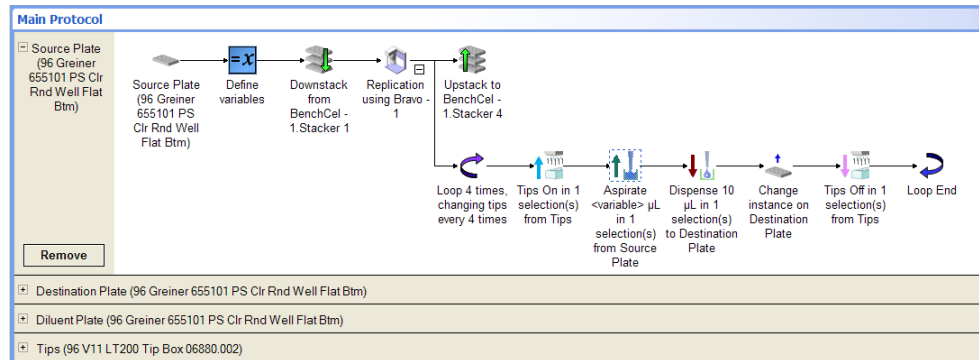 Main Protocol
Source Plate
(96 Greiner
655101 PS Clr
Rnd Well Flat
Btm)
Remove
=x
Source Plate
(96 Greiner
655101 PS
Clr Rnd Well
Flat Btm)
Define
variables
Downstack
from
BenchCel -
1.Stacker 1
Replication
using Bravo -
1
Upstack to
BenchCel -
1.Stacker 4
Loop 4 times,
changing tips
every 4 times
Tips On in 1
selection(s)
from Tips
Aspirate
<variable> µL
in 1
selection(s)
from Source
Plate
Dispense 10
µL in 1
selection(s)
to Destination
Plate
Change
instance on
Destination
Plate
Tips Off in 1
selection(s)
from Tips
Loop End
Destination Plate (96 Greiner 655101 PS Clr Rnd Well Flat Btm)
Diluent Plate (96 Greiner 655101 PS Clr Rnd Well Flat Btm)
Tips (96 V11 LT200 Tip Box 06880.002)